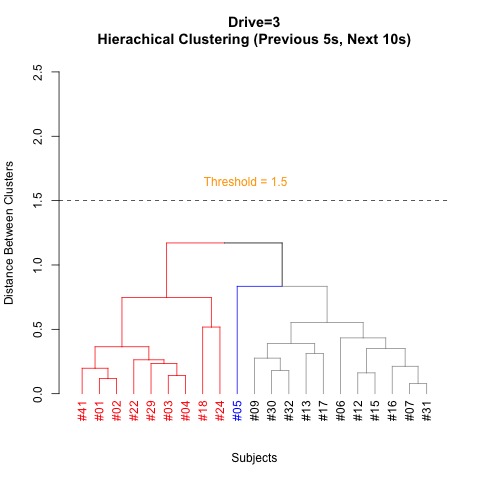 Drive=3
Hierachical Clustering (Previous 5s, Next 10s)
2.5
2.0
Threshold = 1.5
1.5
1.0
0.5
0.0
Distance Between Clusters
#41 #01 #02 #22 #29 #03 #04 #18 #24 #05 #09 #30 #32 #13 #17 #06 #12 #15 #16 #07 #31
Subjects